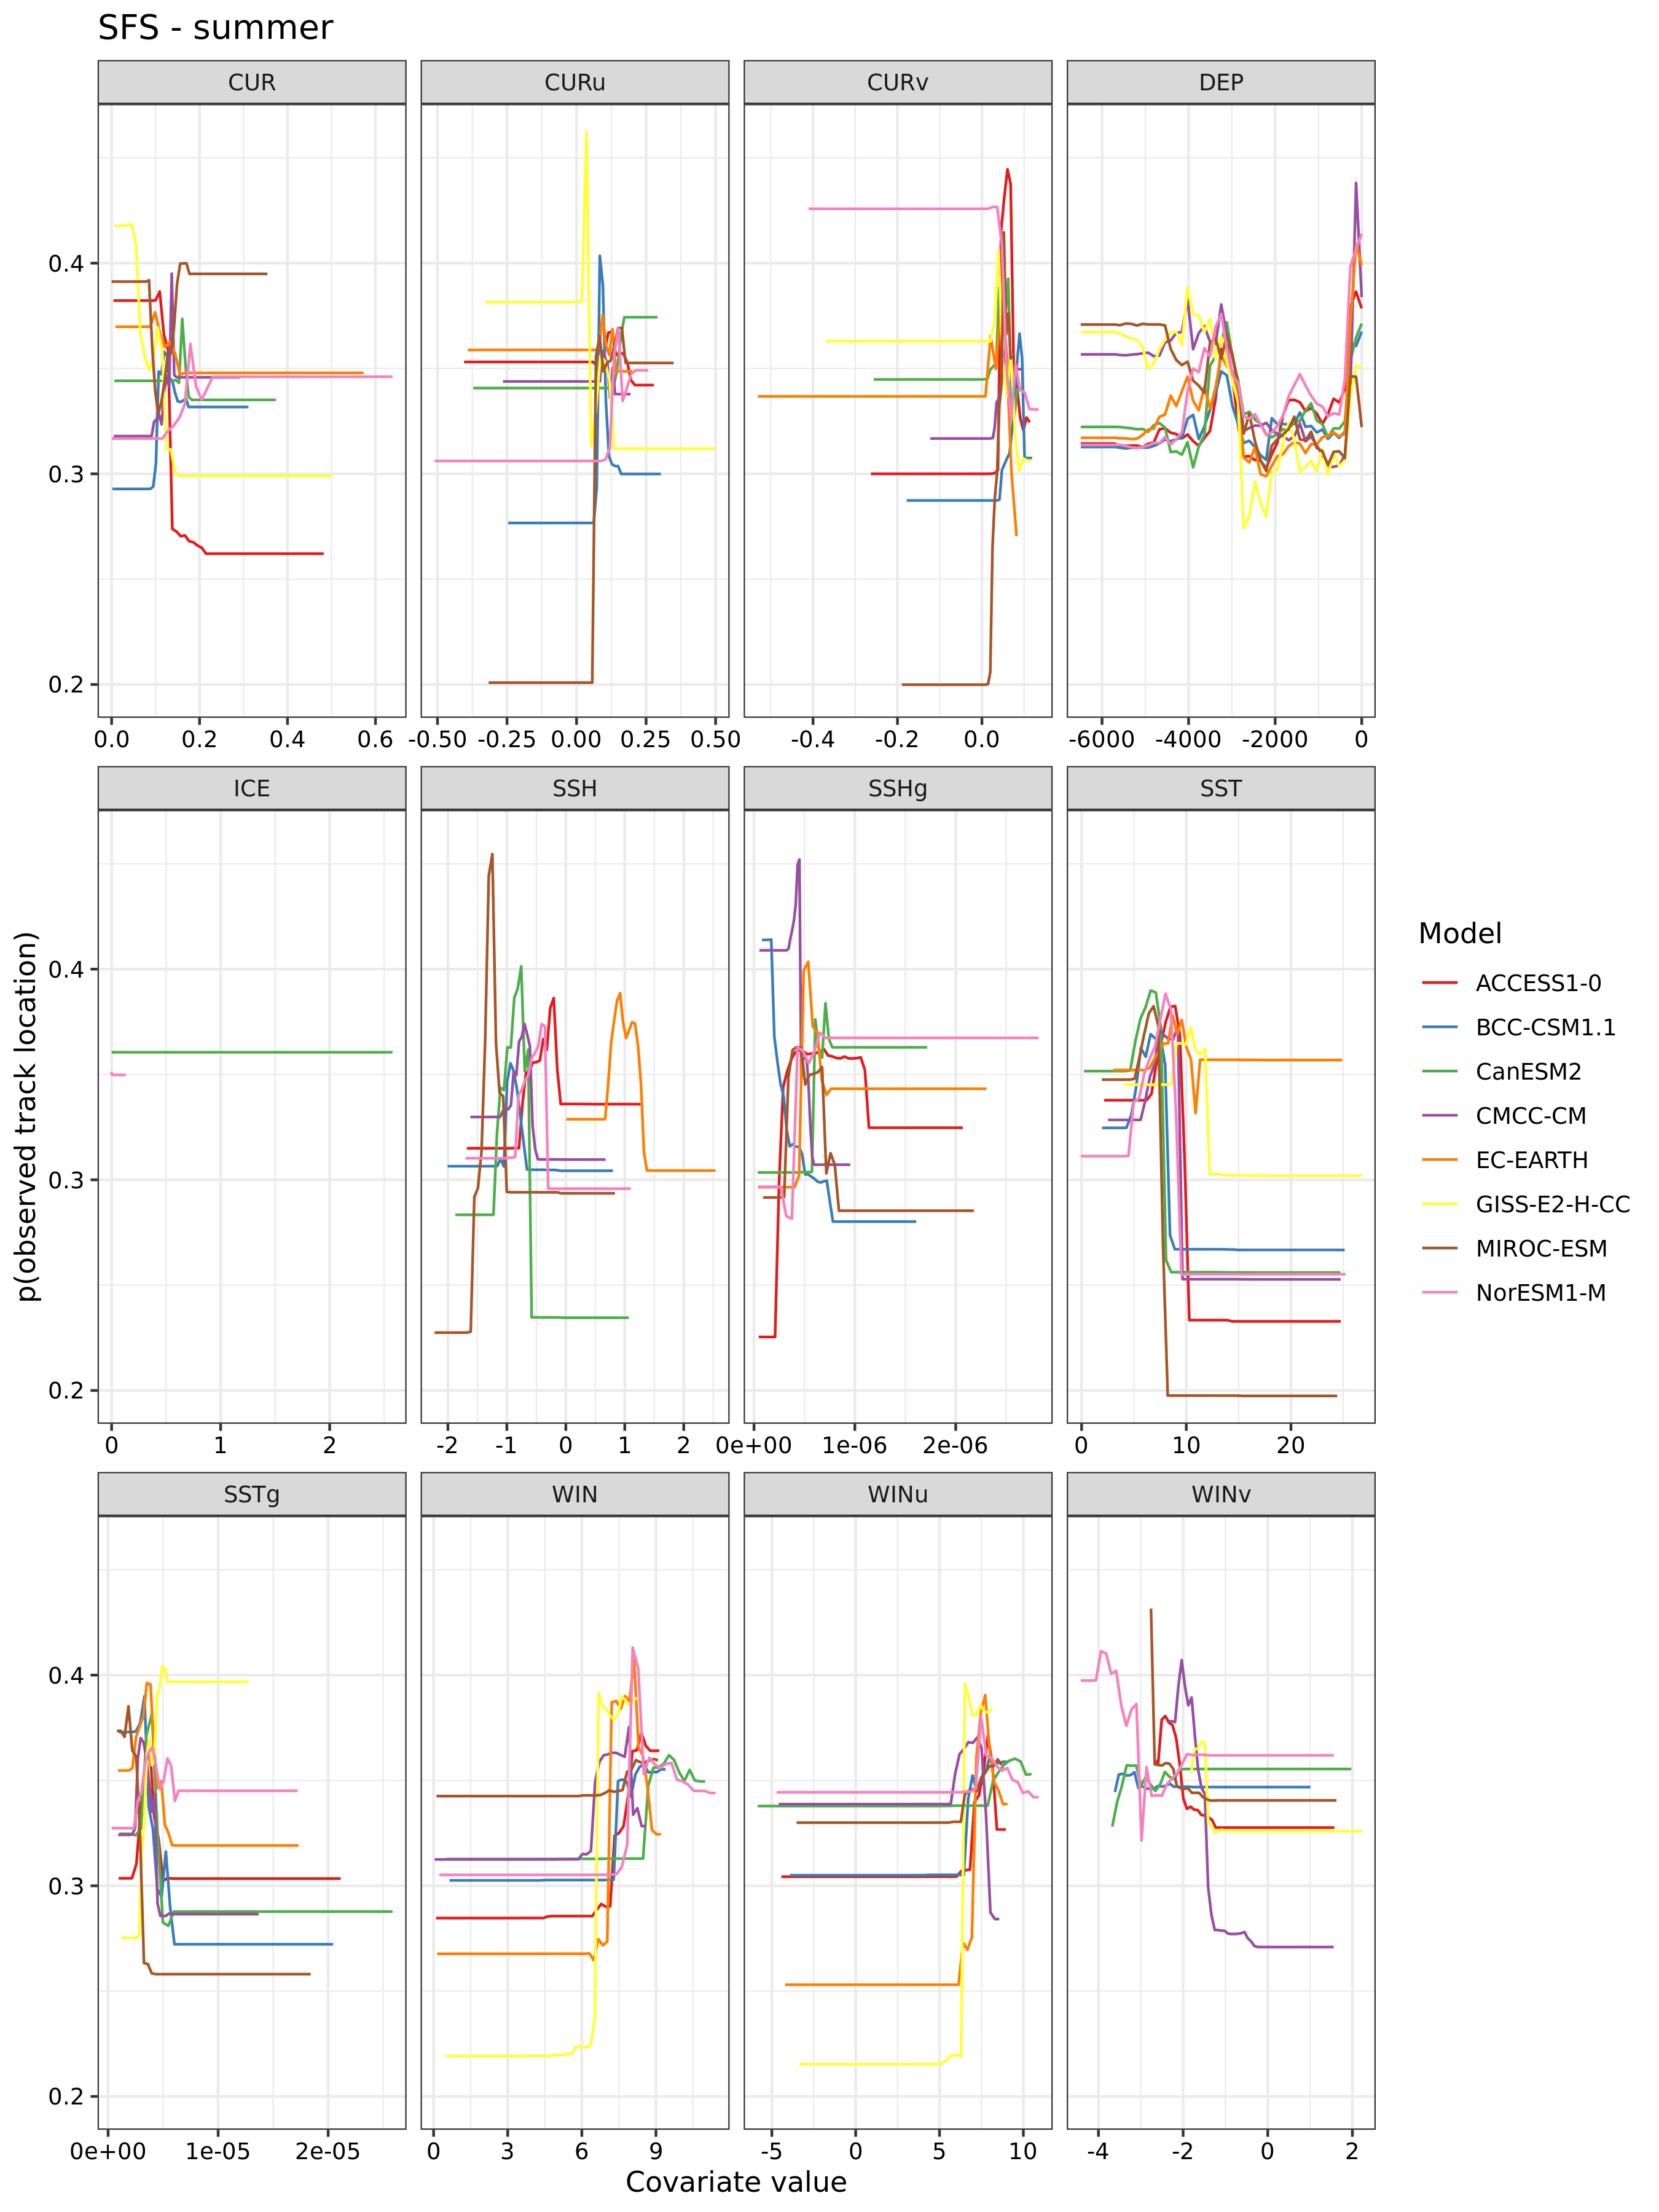 SFS - summer
CUR CURu CURv DEP
0.4
0.3
0.2
0.0 0.2 0.4 0.6 -0.50 -0.25 0.00 0.25 0.50 -0.4 -0.2 0.0 -6000 -4000 -2000 0
ICE SSH SSHg SST
0.4
0.3
0.2
0 1 2 -2 -1 0 1 2 0e+00 1e-06 2e-06 0 10 20
SSTg WIN WINu WINv
0.4
0.3
0.2
0e+00 1e-05 2e-05 0 3 6 9 -5 0 5 10 -4 -2 0 2
p(observed track location)
Covariate value
Model
ACCESS1-0
BCC-CSM1.1
CanESM2
CMCC-CM
EC-EARTH
GISS-E2-H-CC
MIROC-ESM
NorESM1-M